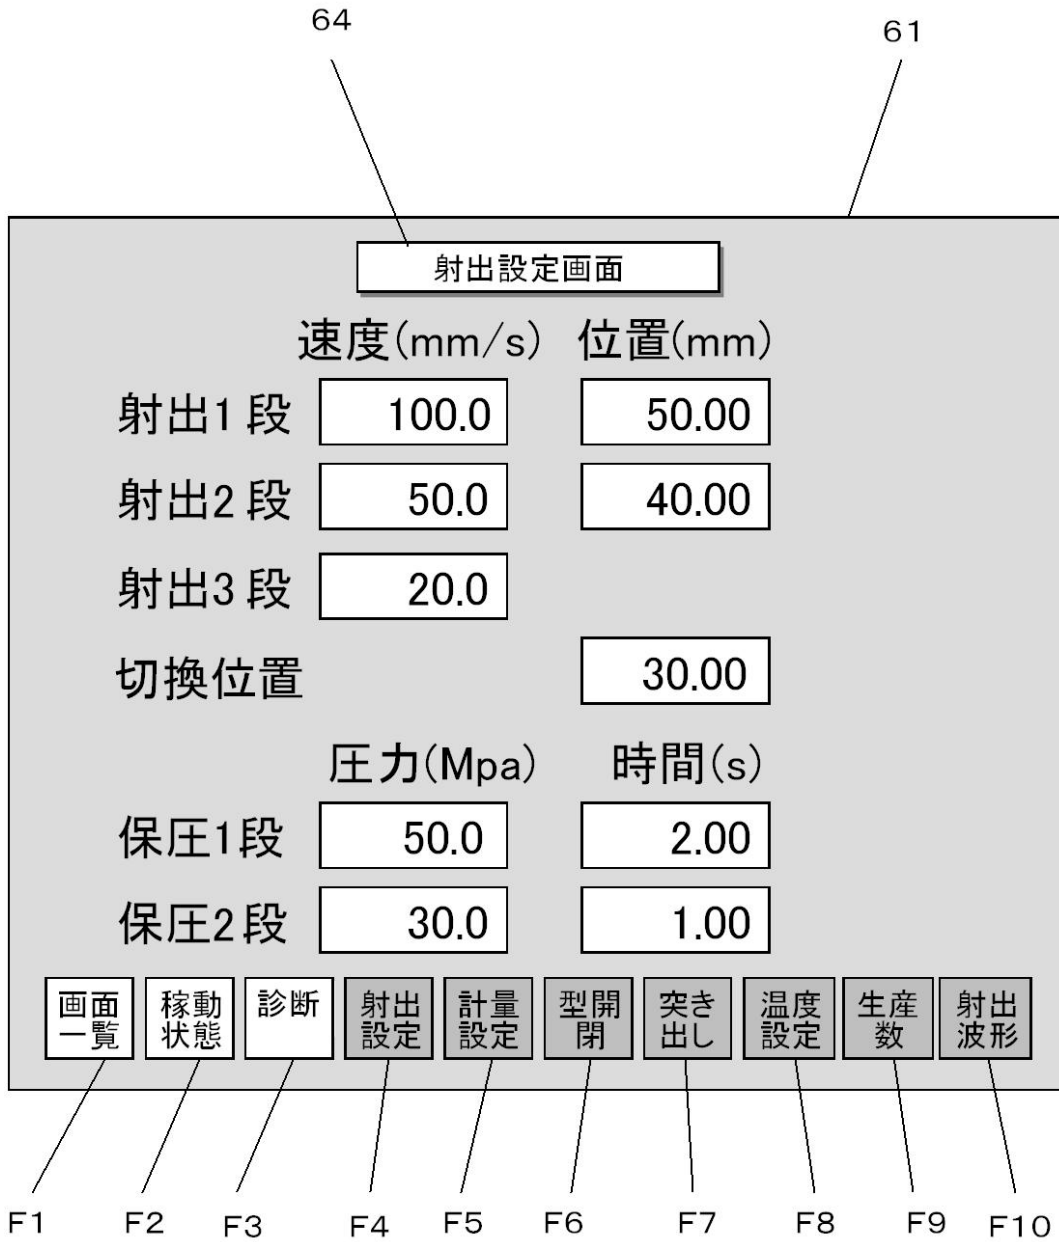 64
61
射出設定画面
速度(mm/s) 位置(mm)
射出1段 100.0 50.00
射出2段 50.0 40.00
射出3段 20.0
切換位置 30.00
圧力(Mpa) 時間(s)
保圧1段 50.0 2.00
保圧2段 30.0 1.00
画面
一覧
稼動
状態
診断
射出
設定
計量
設定
型開
閉
突き
出し
温度
設定
生産
数
射出
波形
F1 F2 F3 F4 F5 F6 F7 F8 F9 F10